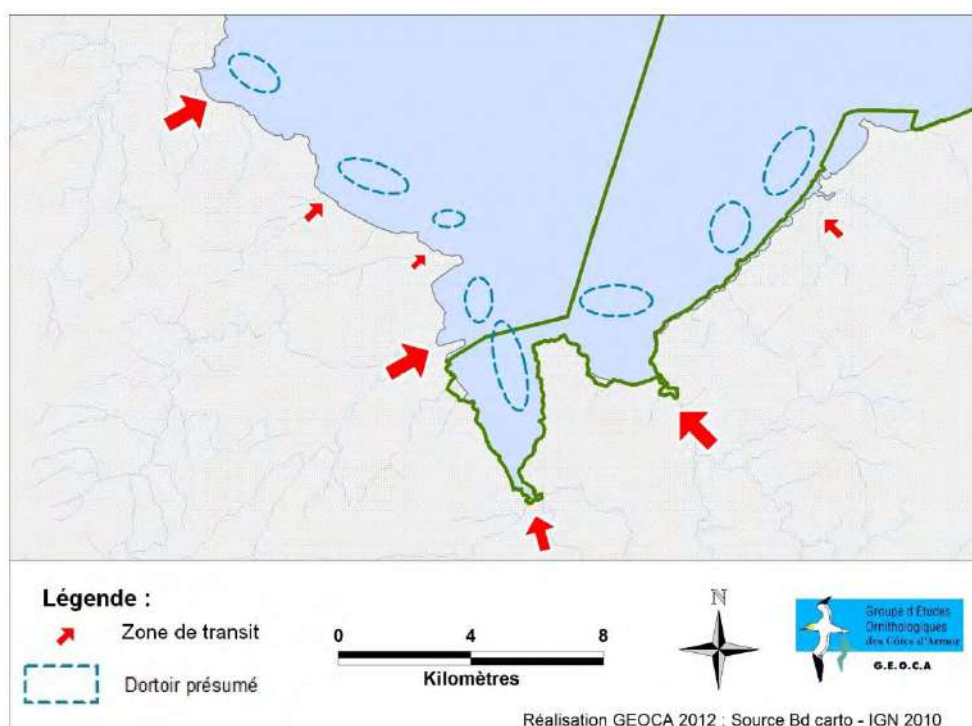 Légende :
Zone de transit
Dortoir présumé
0 4 8
Kilomètres
N
Groupe d'Études
Ornithologiques
des Côtes d'Armor
G.E.O.C.A
Réalisation GEOCA 2012 : Source Bd carto - IGN 2010